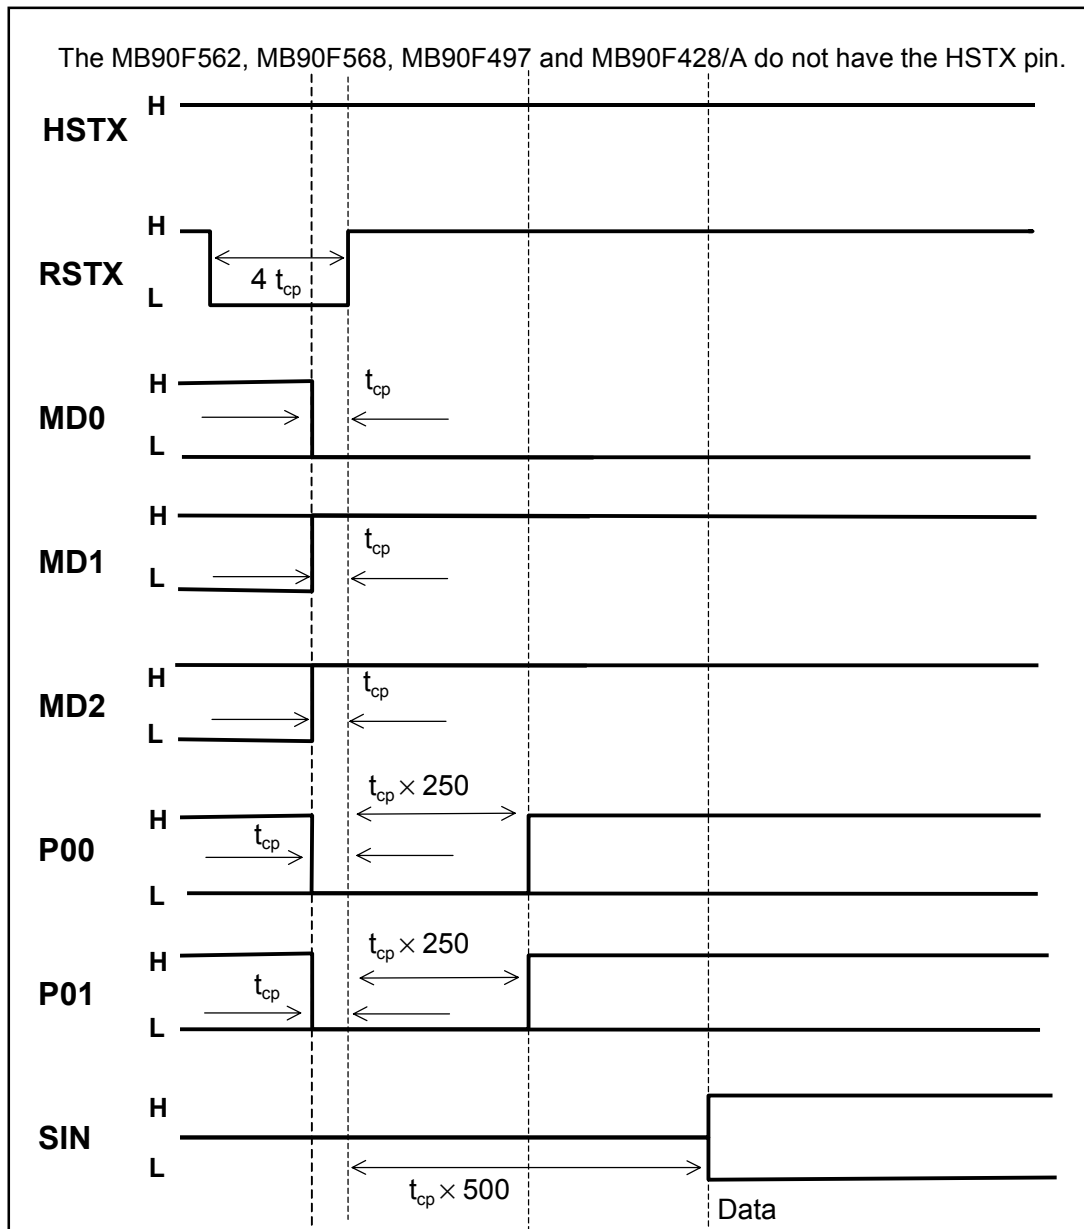 The MB90F562, MB90F568, MB90F497 and MB90F428/A do not have the HSTX pin.
H
HSTX
H
RSTX
4 tcp
L
H
tcp
MD0
L
H
tcp
MD1
L
H
tcp
MD2
L
tcp × 250
H
tcp
P00
L
tcp × 250
H
tcp
P01
L
H
SIN
L
tcp × 500
Data